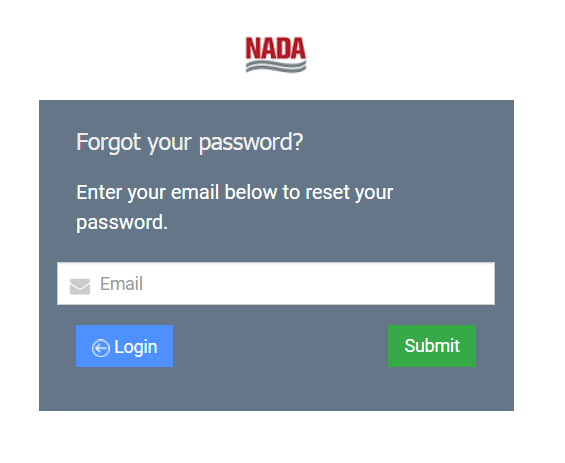 NADA
Forgot your password?
Enter your email below to reset your
password.
Email
Login
Submit